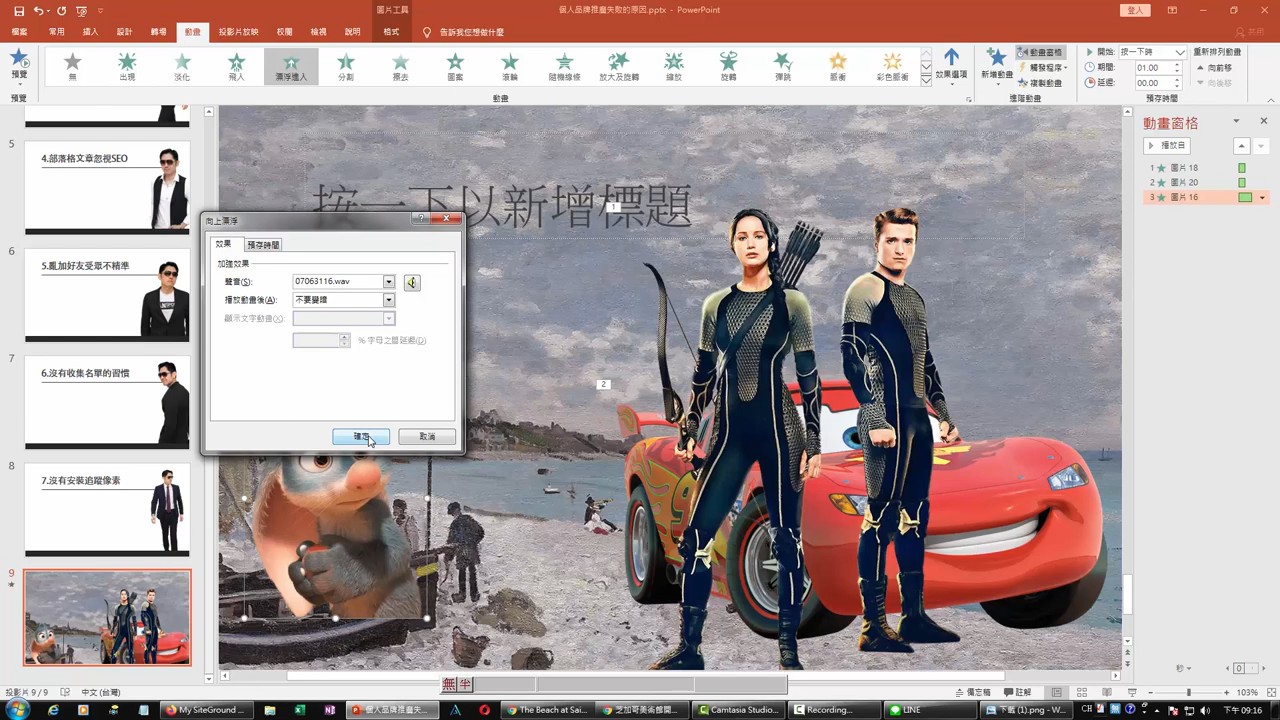 圖片工具
個人品牌推廣失敗的原因.pptx - PowerPoint
登入
檔案
常用
插入
設計
轉場
動畫
投影片放映
校閱
檢視
說明
格式
告訴我您想做什麼
共用
預覽
無
出現
淡化
飛入
漂浮進入
分割
擦去
圖案
滾輪
隨機線條
放大及旋轉
縮放
旋轉
彈跳
脈衝
彩色脈衝
效果選項
新增動畫
動畫窗格
觸發程序
複製動畫
開始: 按一下時
期間: 01.00
延遲: 00.00
重新排列動畫
向前移
向後移
預覽
動畫
進階動畫
預存時間
5
4.部落格文章忽視SEO
6
5.亂加好友受眾不精準
7
6.沒有收集名單的習慣
8
7.沒有安裝追蹤像素
9
按一下以新增標題
1
2
向上漂浮
效果
預存時間
加強效果
聲音(S):
07063116.wav
播放動畫後(A):
不要變暗
顯示文字動畫(X):
% 字母之間延遲(D)
確定
取消
動畫窗格
播放自
1 圖片 18
2 圖片 20
3 圖片 16
秒
0
投影片 9 / 9
中文 (台灣)
無 半
備忘稿
註解
103%
My SiteGround
個人品牌推廣失...
The Beach at Sai...
芝加哥美術館開...
Camtasia Studio...
Recording...
LINE
下載 (1).png - W...
CH
下午 09:16